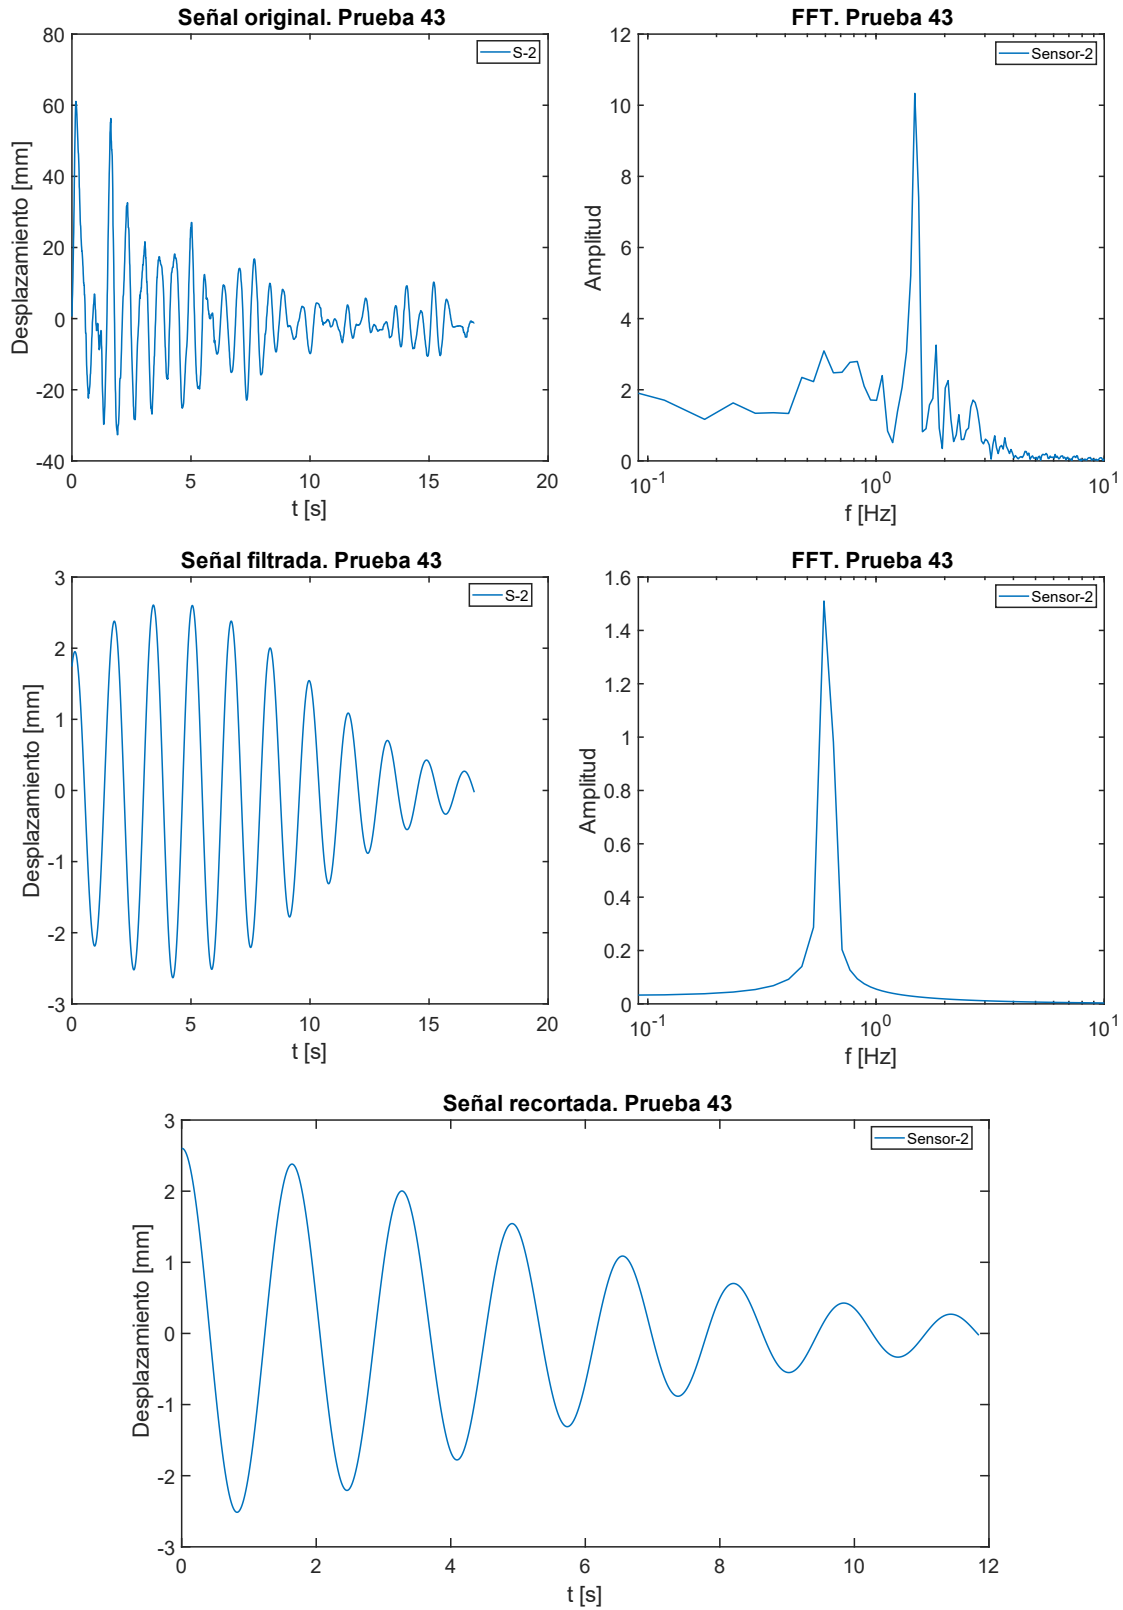 Señal original. Prueba 43
80
60
40
20
0
-20
-40
Desplazamiento [mm]
S-2
0 5 10 15 20
t [s]
FFT. Prueba 43
12
10
8
6
4
2
0
Amplitud
Sensor-2
10^-1 10^0 10^1
f [Hz]
Señal filtrada. Prueba 43
3
2
1
0
-1
-2
-3
Desplazamiento [mm]
S-2
0 5 10 15 20
t [s]
FFT. Prueba 43
1.6
1.4
1.2
1
0.8
0.6
0.4
0.2
0
Amplitud
Sensor-2
10^-1 10^0 10^1
f [Hz]
Señal recortada. Prueba 43
3
2
1
0
-1
-2
-3
Desplazamiento [mm]
Sensor-2
0 2 4 6 8 10 12
t [s]